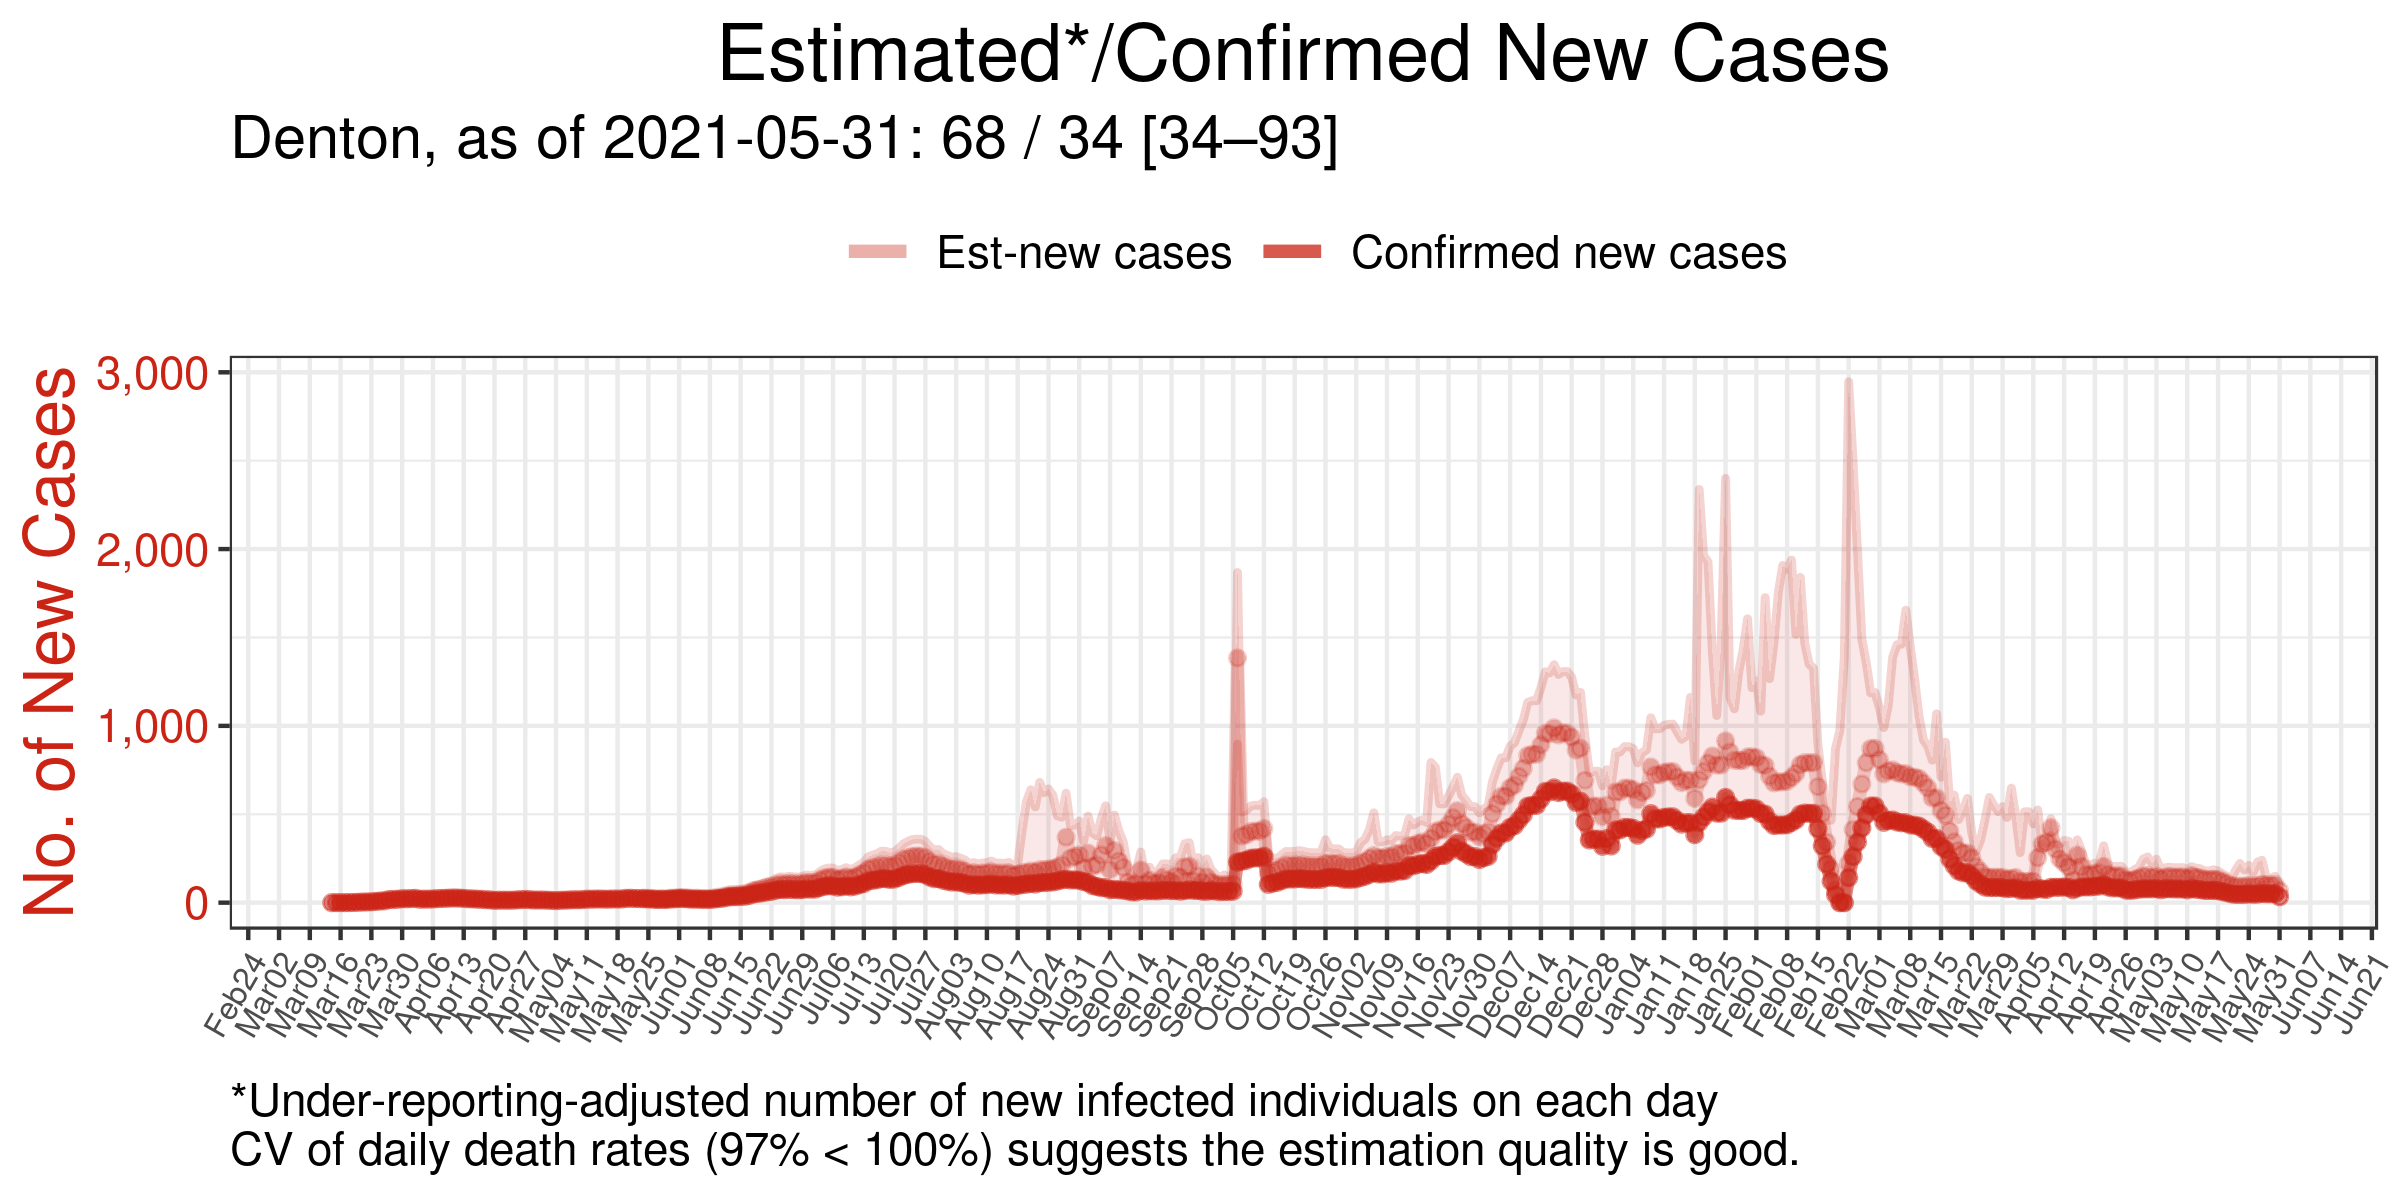 Estimated*/Confirmed New Cases
Denton, as of 2021-05-31: 68 / 34 [34–93]
Est-new cases Confirmed new cases
No. of New Cases
3,000
2,000
1,000
0
Feb24 Mar02 Mar09 Mar16 Mar23 Mar30 Apr06 Apr13 Apr20 Apr27 May04 May11 May18 May25 Jun01 Jun08 Jun15 Jun22 Jun29 Jul06 Jul13 Jul20 Jul27 Aug03 Aug10 Aug17 Aug24 Aug31 Sep07 Sep14 Sep21 Sep28 Oct05 Oct12 Oct19 Oct26 Nov02 Nov09 Nov16 Nov23 Nov30 Dec07 Dec14 Dec21 Dec28 Jan04 Jan11 Jan18 Jan25 Feb01 Feb08 Feb15 Feb22 Mar01 Mar08 Mar15 Mar22 Mar29 Apr05 Apr12 Apr19 Apr26 May03 May10 May17 May24 May31 Jun07 Jun14 Jun21
*Under-reporting-adjusted number of new infected individuals on each day
CV of daily death rates (97% < 100%) suggests the estimation quality is good.